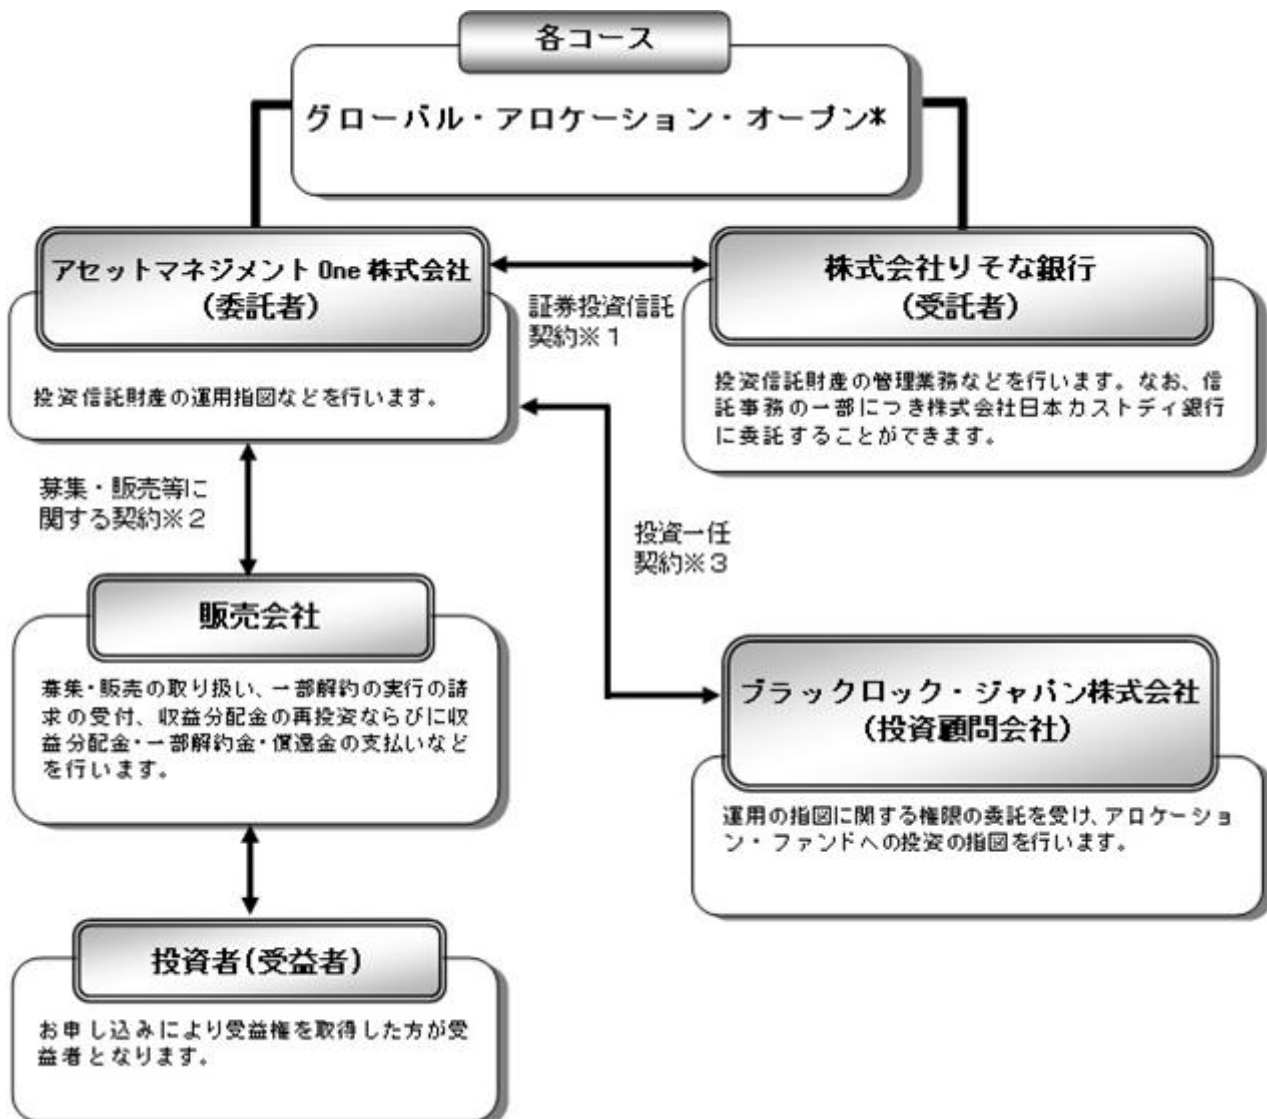 各コース
グローバル・アロケーション・オープン*
アセットマネジメント One 株式会社
(委託者)
投資信託財産の運用指図などを行います。
証券投資信託
契約※1
株式会社りそな銀行
(受託者)
投資信託財産の管理業務などを行います。なお、信
託事務の一部につき株式会社日本カストディ銀行
に委託することができます。
募集・販売等に
関する契約※2
投資一任
契約※3
販売会社
募集・販売の取り扱い、一部解約の実行の請
求の受付、収益分配金の再投資ならびに収
益分配金・一部解約金・償還金の支払いなど
を行います。
ブラックロック・ジャパン株式会社
(投資顧問会社)
運用の指図に関する権限の委託を受け、アロケーショ
ン・ファンドへの投資の指図を行います。
投資者(受益者)
お申し込みにより受益権を取得した方が受
益者となります。